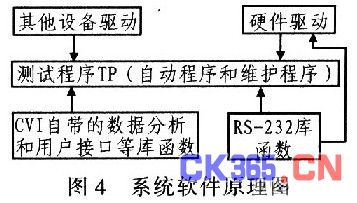 其他设备驱动
硬件驱动
测试程序TP(自动程序和维护程序)
CVI自带的数据分析
和用户接口等库函数
RS-232库
函数
CK365.CN
图4 系统软件原理图